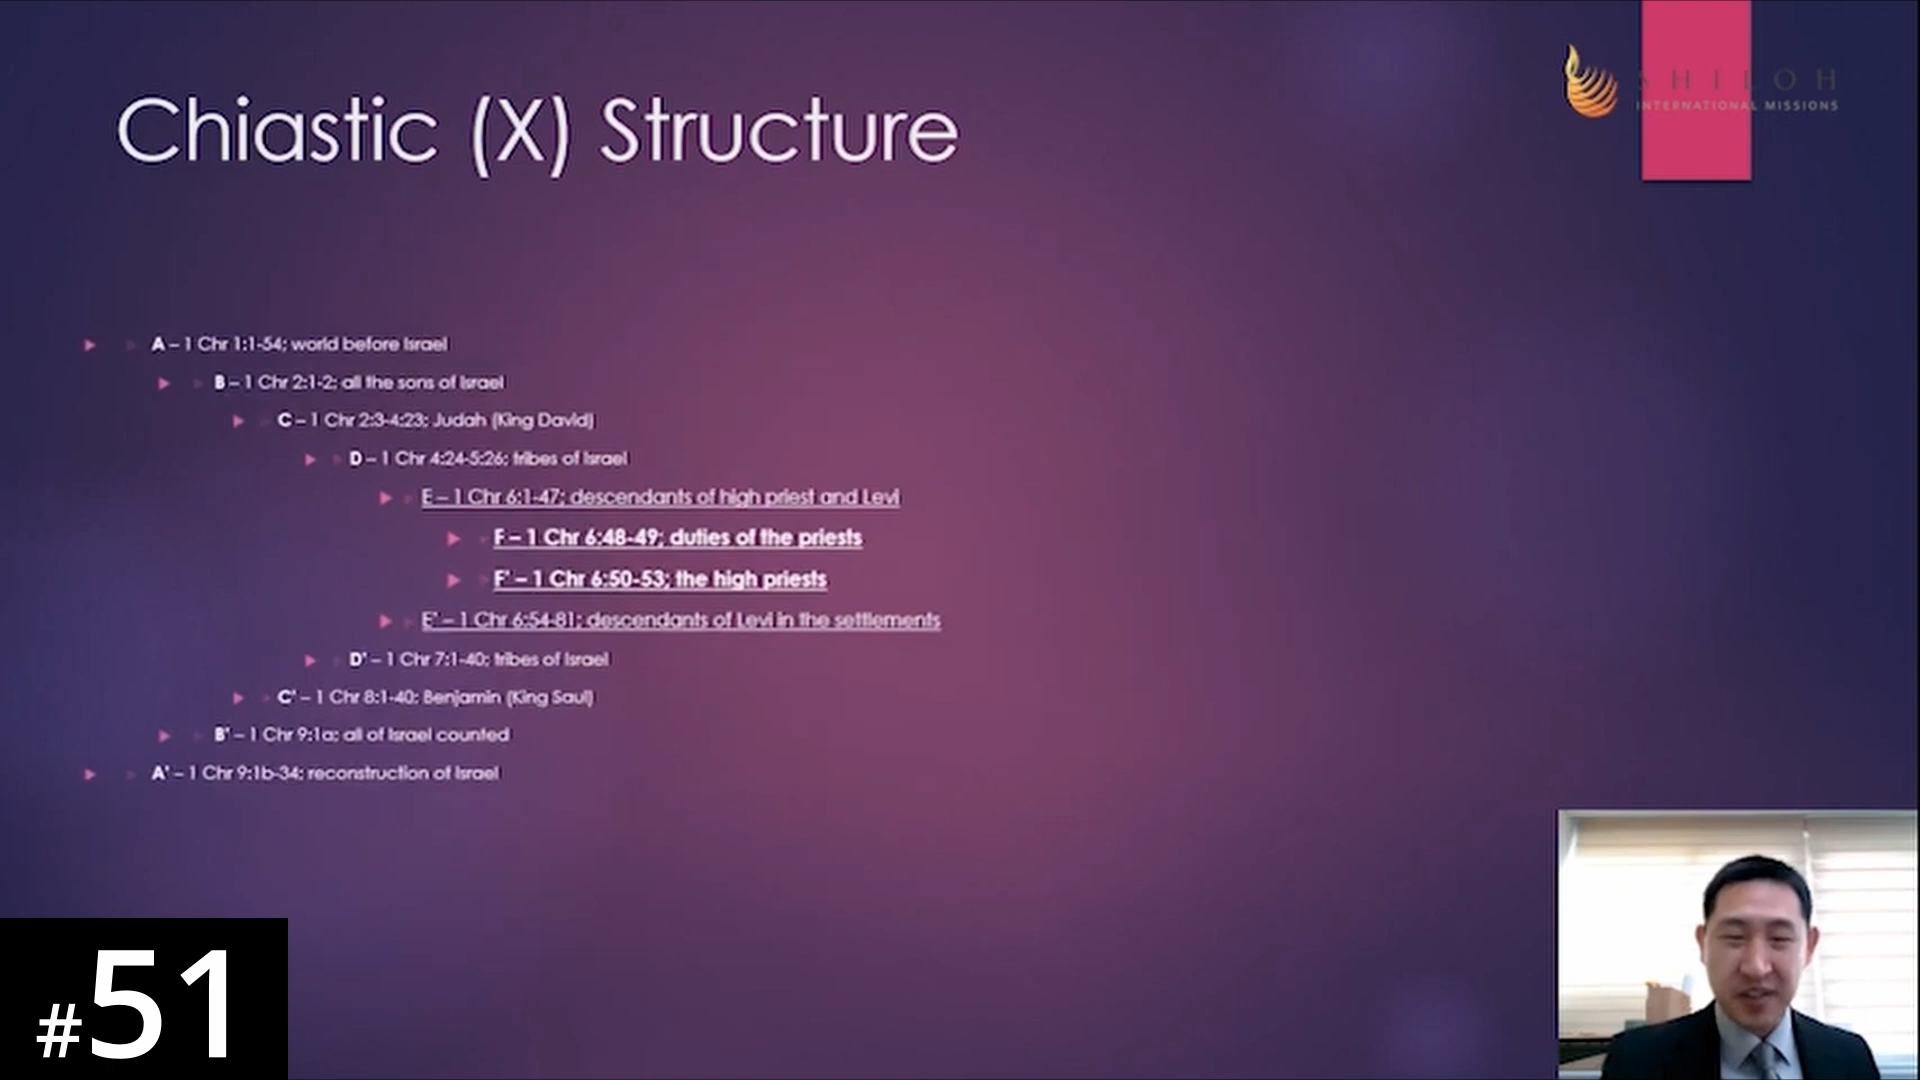 Chiastic (X) Structure
SHILOH
INTERNATIONAL MISSIONS
A – 1 Chr 1:1-54; world before Israel
B – 1 Chr 2:1-2; all the sons of Israel
C – 1 Chr 2:3-4:23; Judah (King David)
D – 1 Chr 4:24-5:26; tribes of Israel
E – 1 Chr 6:1-47; descendants of high priest and Levi
F – 1 Chr 6:48-49; duties of the priests
F' – 1 Chr 6:50-53; the high priests
E' – 1 Chr 6:54-81; descendants of Levi in the settlements
D' – 1 Chr 7:1-40; tribes of Israel
C' – 1 Chr 8:1-40; Benjamin (King Saul)
B' – 1 Chr 9:1a; all of Israel counted
A' – 1 Chr 9:1b-34; reconstruction of Israel
#51